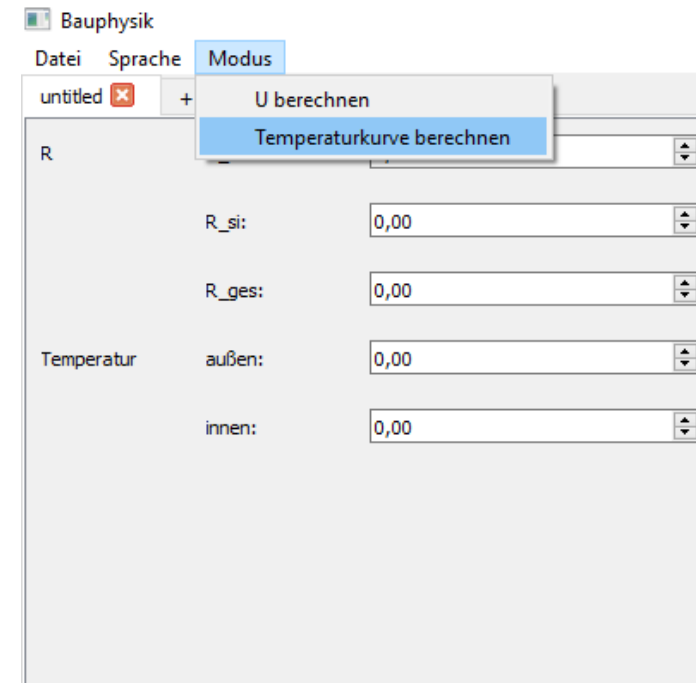 Bauphysik
Datei Sprache Modus
untitled +
U berechnen
Temperaturkurve berechnen
R
R_si: 0,00
R_ges: 0,00
Temperatur außen: 0,00
innen: 0,00